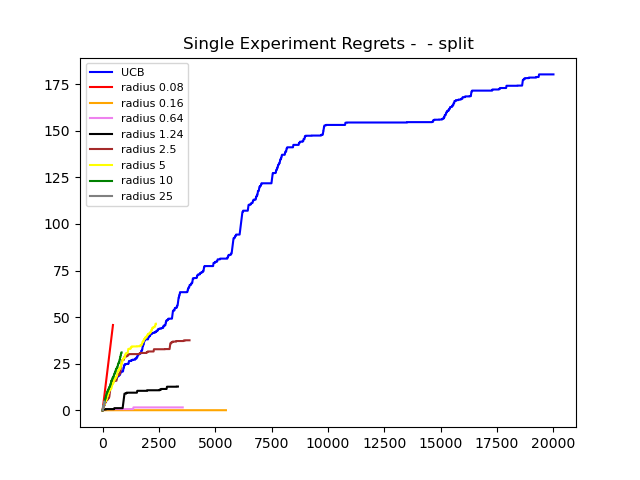 Single Experiment Regrets -  - split
UCB
radius 0.08
radius 0.16
radius 0.64
radius 1.24
radius 2.5
radius 5
radius 10
radius 25
175
150
125
100
75
50
25
0
0 2500 5000 7500 10000 12500 15000 17500 20000